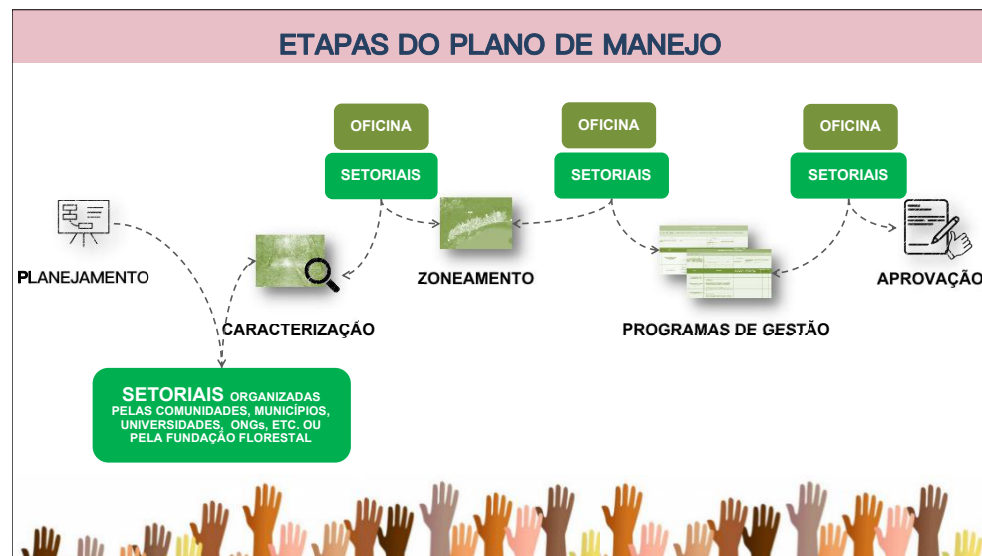 ETAPAS DO PLANO DE MANEJO
OFICINA
SETORIAIS
OFICINA
SETORIAIS
OFICINA
SETORIAIS
PLANEJAMENTO
CARACTERIZAÇÃO
ZONEAMENTO
PROGRAMAS DE GESTÃO
APROVAÇÃO
SETORIAIS ORGANIZADAS
PELAS COMUNIDADES, MUNICÍPIOS,
UNIVERSIDADES, ONGs, ETC. OU
PELA FUNDAÇÃO FLORESTAL